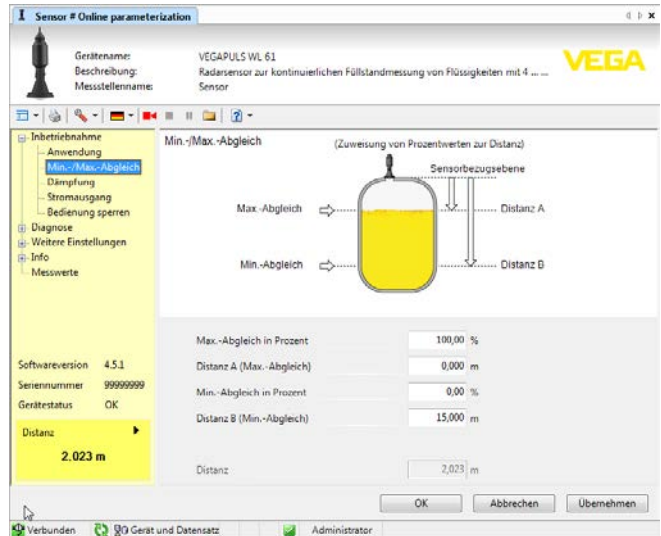 Sensor # Online parameterization
Gerätename: VEGAPULS WL 61
Beschreibung: Radarsensor zur kontinuierlichen Füllstandmessung von Flüssigkeiten mit 4 ... ...
Messstellenname: Sensor
VEGA
Inbetriebnahme
Anwendung
Min.-/Max.-Abgleich
Dämpfung
Stromausgang
Bedienung sperren
Diagnose
Weitere Einstellungen
Info
Messwerte
Softwareversion 4.5.1
Seriennummer 99999999
Gerätestatus OK
Distanz
2.023 m
Min.-/Max.-Abgleich
(Zuweisung von Prozentwerten zur Distanz)
Sensorbezugsebene
Max.-Abgleich
Distanz A
Min.-Abgleich
Distanz B
Max.-Abgleich in Prozent 100,00 %
Distanz A (Max.-Abgleich) 0,000 m
Min.-Abgleich in Prozent 0,00 %
Distanz B (Min.-Abgleich) 15,000 m
Distanz 2,023 m
OK Abbrechen Übernehmen
Verbunden Gerät und Datensatz Administrator